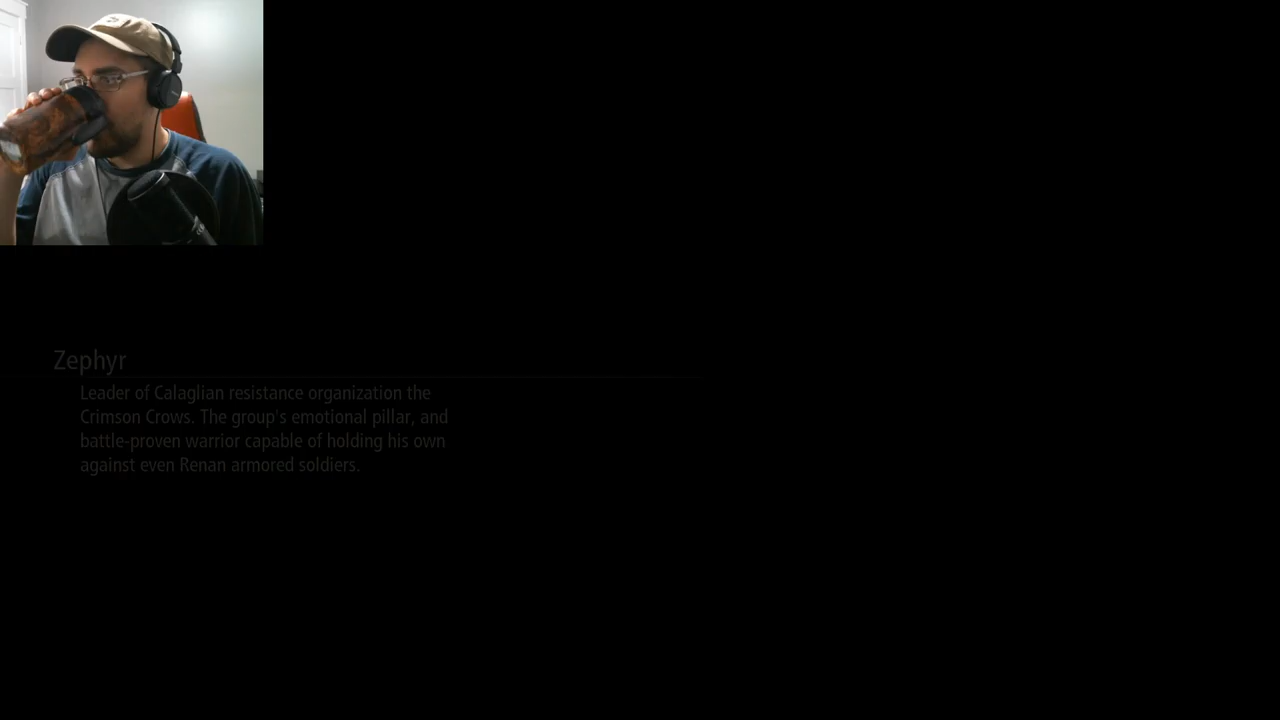 Zephyr
Leader of Calaglian resistance organization the
Crimson Crows. The group's emotional pillar, and
battle-proven warrior capable of holding his own
against even Renan armored soldiers.